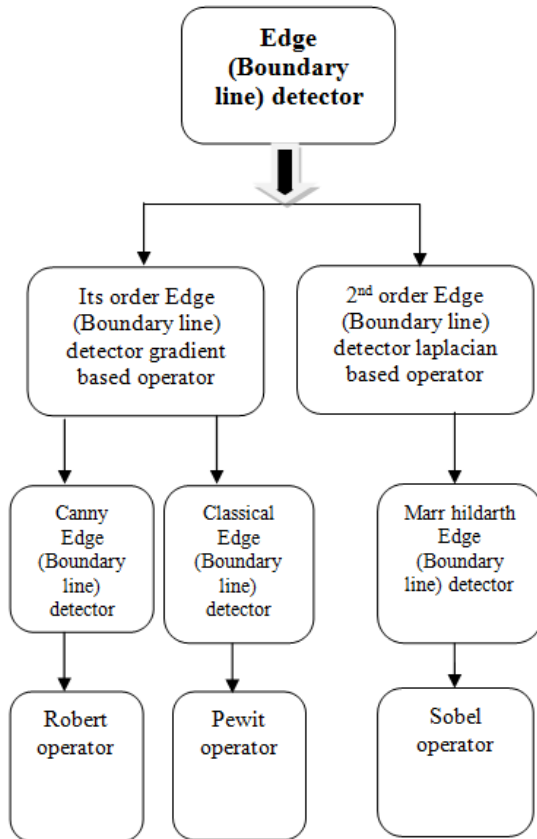 Edge
(Boundary
line) detector
Its order Edge
(Boundary line)
detector gradient
based operator
2nd order Edge
(Boundary line)
detector laplacian
based operator
Canny
Edge
(Boundary
line)
detector
Classical
Edge
(Boundary
line)
detector
Marr hildarth
Edge
(Boundary
line) detector
Robert
operator
Pewit
operator
Sobel
operator